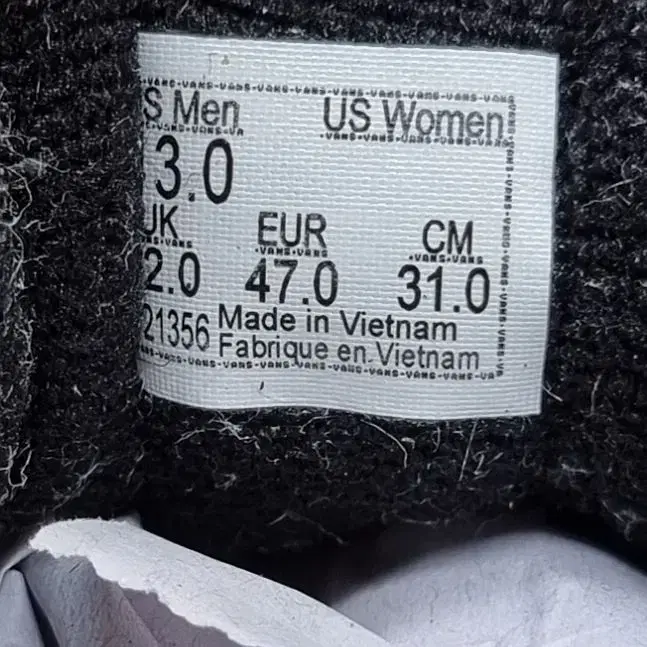 S Men US Women
3.0
UK EUR CM
2.0 47.0 31.0
21356 Made in Vietnam
Fabrique en Vietnam